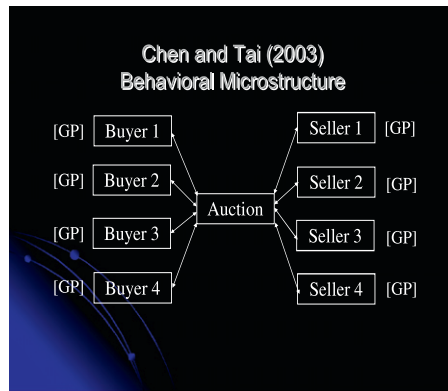 Chen and Tai (2003)
Behavioral Microstructure
[GP] Buyer 1 Seller 1 [GP]
[GP] Buyer 2 Seller 2 [GP]
Auction
[GP] Buyer 3 Seller 3 [GP]
[GP] Buyer 4 Seller 4 [GP]